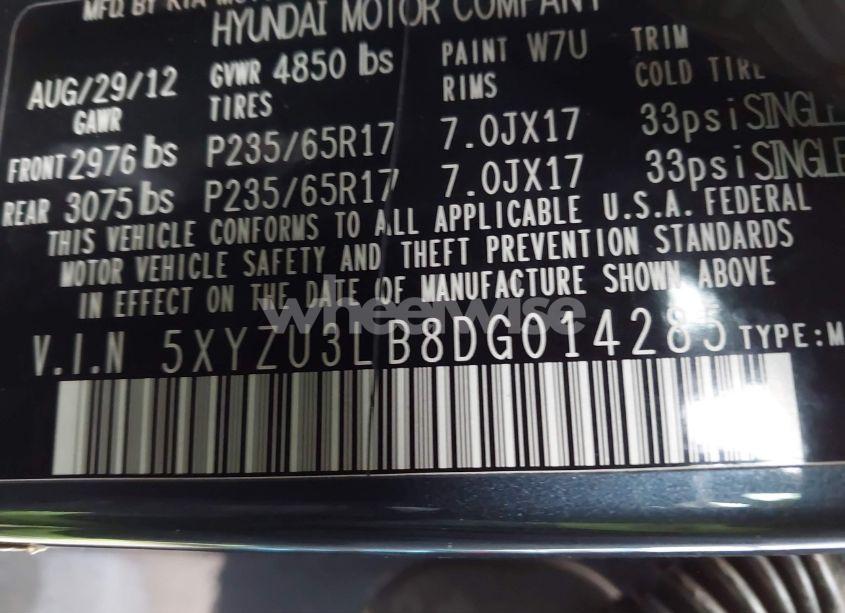 MFD. BY KIA MOTORS
HYUNDAI MOTOR COMPANY
AUG/29/12 GVWR 4850 lbs PAINT W7U TRIM
GAWR TIRES RIMS COLD TIRE
FRONT 2976 lbs P235/65R17 7.0JX17 33psi SINGLE
REAR 3075 lbs P235/65R17 7.0JX17 33psi SINGLE
THIS VEHICLE CONFORMS TO ALL APPLICABLE U.S.A. FEDERAL
MOTOR VEHICLE SAFETY AND THEFT PREVENTION STANDARDS
IN EFFECT ON THE DATE OF MANUFACTURE SHOWN ABOVE
wheelwise
V.I.N 5XYZU3LB8DG014285 TYPE:M